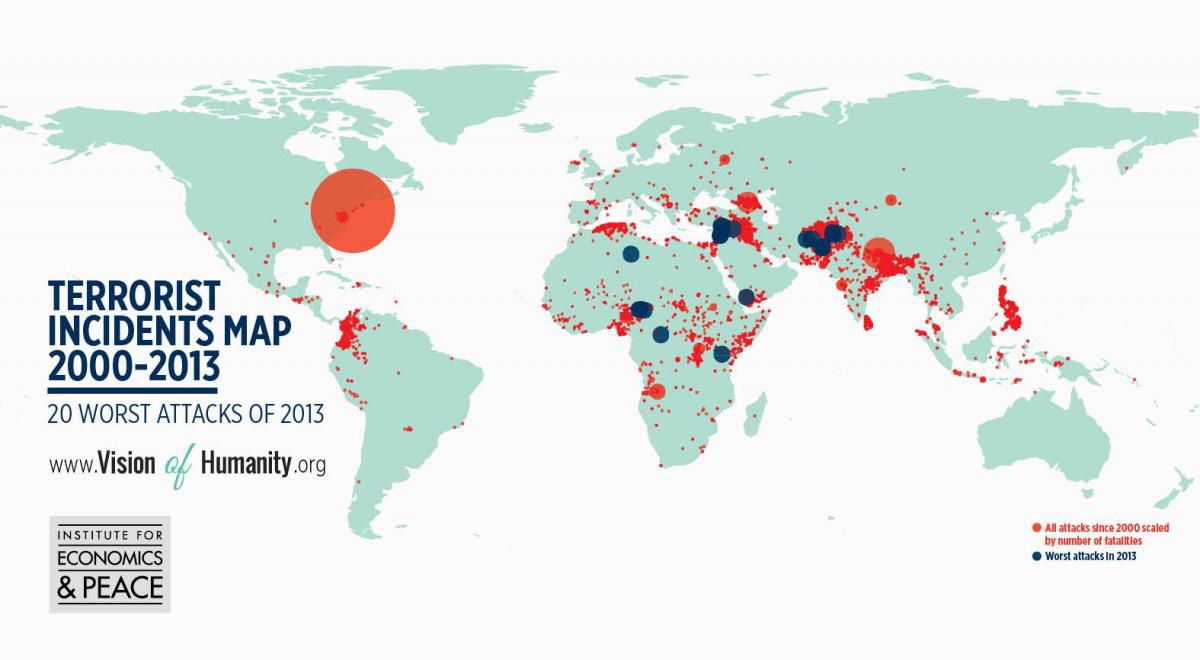 TERRORIST
INCIDENTS MAP
2000-2013
20 WORST ATTACKS OF 2013
www.Vision of Humanity.org
INSTITUTE FOR
ECONOMICS
& PEACE
All attacks since 2000 scaled
by number of fatalities
Worst attacks in 2013